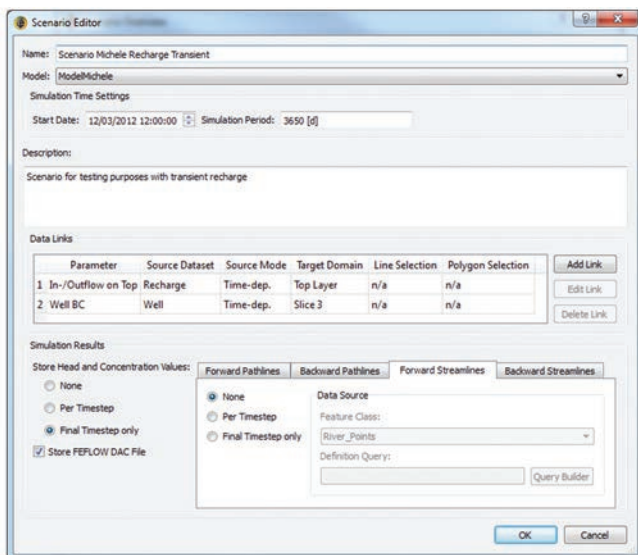 Scenario Editor
Name: Scenario Michele Recharge Transient
Model: ModelMichele
Simulation Time Settings
Start Date: 12/03/2012 12:00:00 Simulation Period: 3650 [d]
Description:
Scenario for testing purposes with transient recharge
Data Links
Parameter Source Dataset Source Mode Target Domain Line Selection Polygon Selection
1 In-/Outflow on Top Recharge Time-dep. Top Layer n/a n/a
2 Well BC Well Time-dep. Slice 3 n/a n/a
Add Link
Edit Link
Delete Link
Simulation Results
Store Head and Concentration Values:
None
Per Timestep
Final Timestep only
Store FEFLOW DAC File
Forward Pathlines Backward Pathlines Forward Streamlines Backward Streamlines
None
Per Timestep
Final Timestep only
Data Source
Feature Class:
River_Points
Definition Query:
Query Builder
OK Cancel